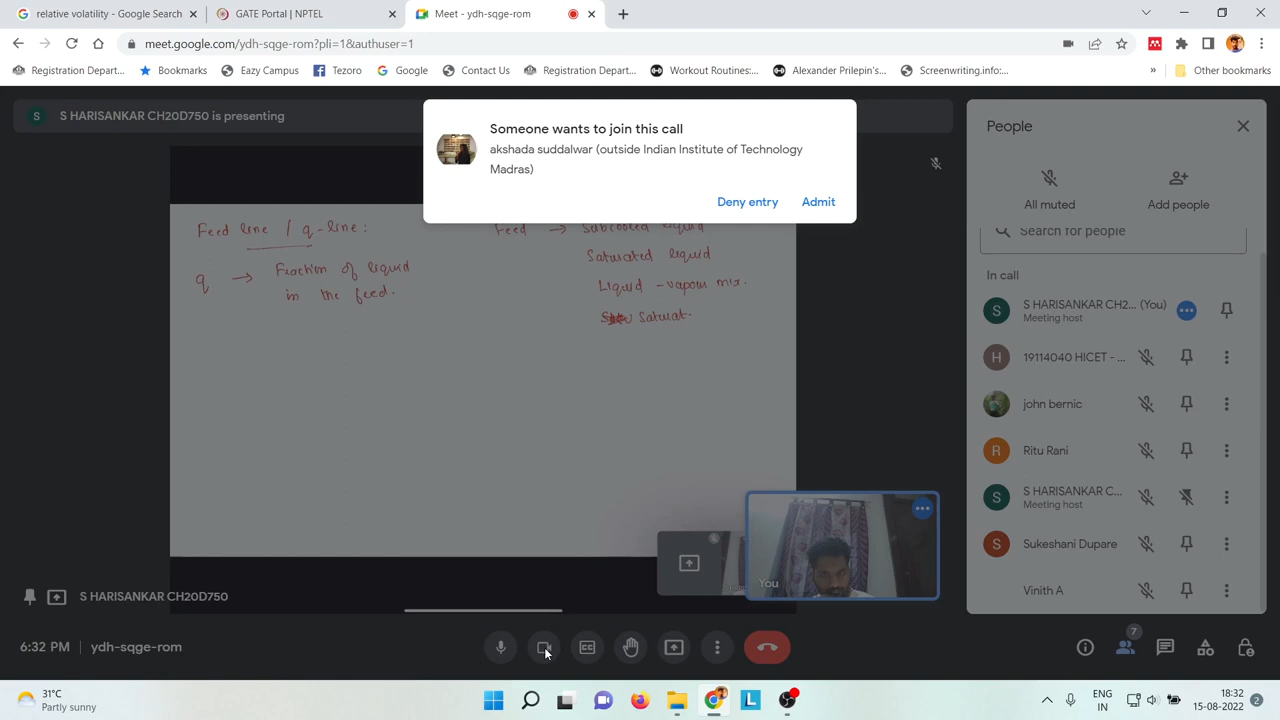 relative volatility - Google Search
GATE Portal | NPTEL
Meet - ydh-sqge-rom
meet.google.com/ydh-sqge-rom?pli=1&authuser=1
Registration Depart...
Bookmarks
Eazy Campus
Tezoro
Google
Contact Us
Registration Depart...
Workout Routines:...
Alexander Prilepin's...
Screenwriting.info:...
»
Other bookmarks
S
S HARISANKAR CH20D750 is presenting
Someone wants to join this call
akshada suddalwar (outside Indian Institute of Technology
Madras)
Deny entry
Admit
People
All muted
Add people
Search for people
In call
S
S HARISANKAR CH2... (You)
Meeting host
H
19114040 HICET - ...
john bernic
R
Ritu Rani
S
S HARISANKAR C...
Meeting host
S
Sukeshani Dupare
Vinith A
Feed line / q-line:
q → Fraction of liquid
in the feed.
Feed → Subcooled liquid
Saturated liquid
Liquid - vapour mix.
Saturat-
You
S HARISANKAR CH20D750
6:32 PM | ydh-sqge-rom
7
31°C
Partly sunny
L
ENG
IN
18:32
15-08-2022
2